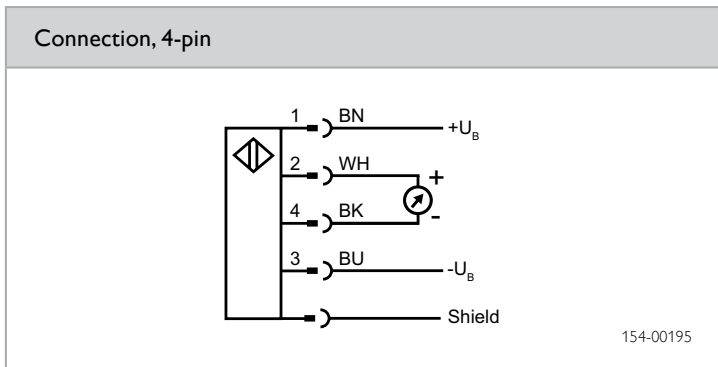 Connection, 4-pin
1 BN +U_B
2 WH +
4 BK -
3 BU -U_B
Shield
154-00195